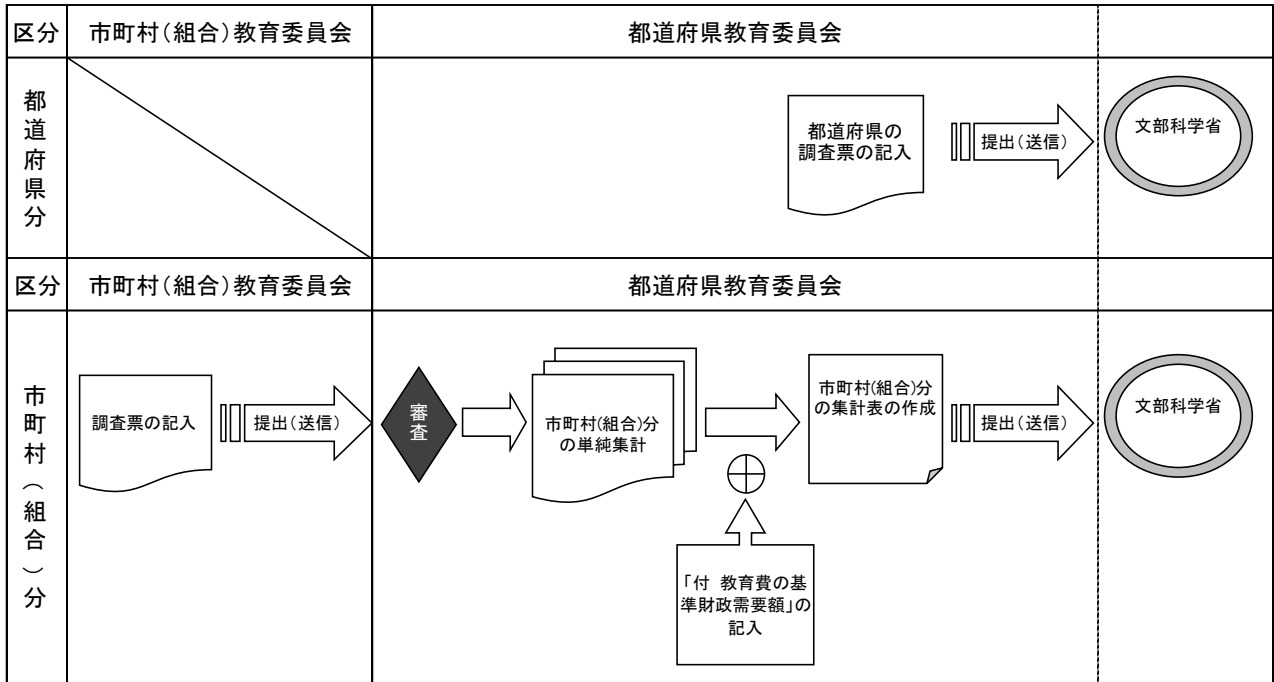 区分
市町村(組合)教育委員会
都道府県教育委員会
都道府県分
都道府県の
調査票の記入
提出(送信)
文部科学省
区分
市町村(組合)教育委員会
都道府県教育委員会
市町村(組合)分
調査票の記入
提出(送信)
審査
市町村(組合)分
の単純集計
市町村(組合)分
の集計表の作成
提出(送信)
文部科学省
「付 教育費の基
準財政需要額」の
記入